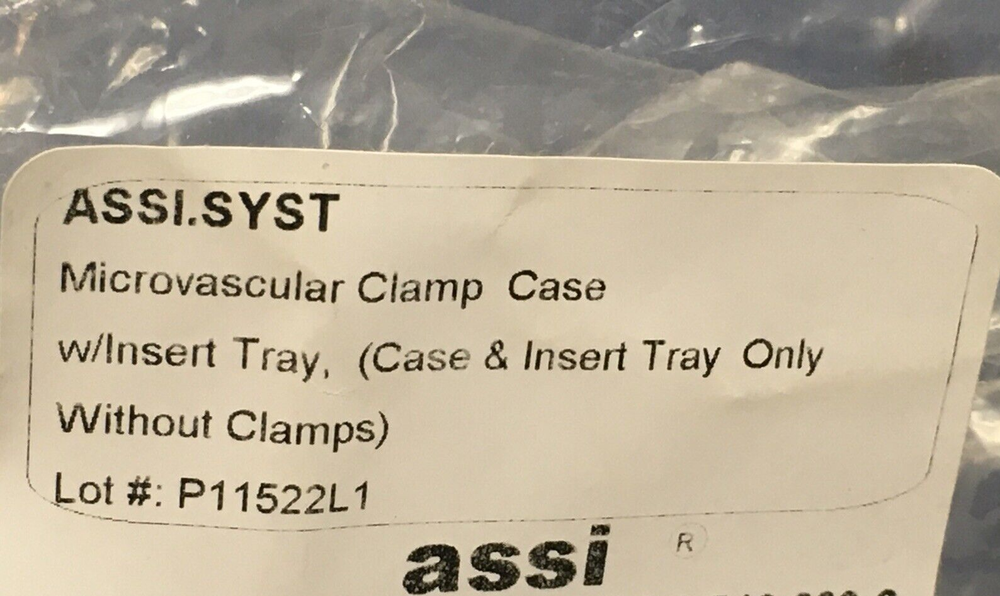 ASSI.SYST
Microvascular Clamp Case
w/Insert Tray, (Case & Insert Tray Only
Without Clamps)
Lot #: P11522L1
assi ®